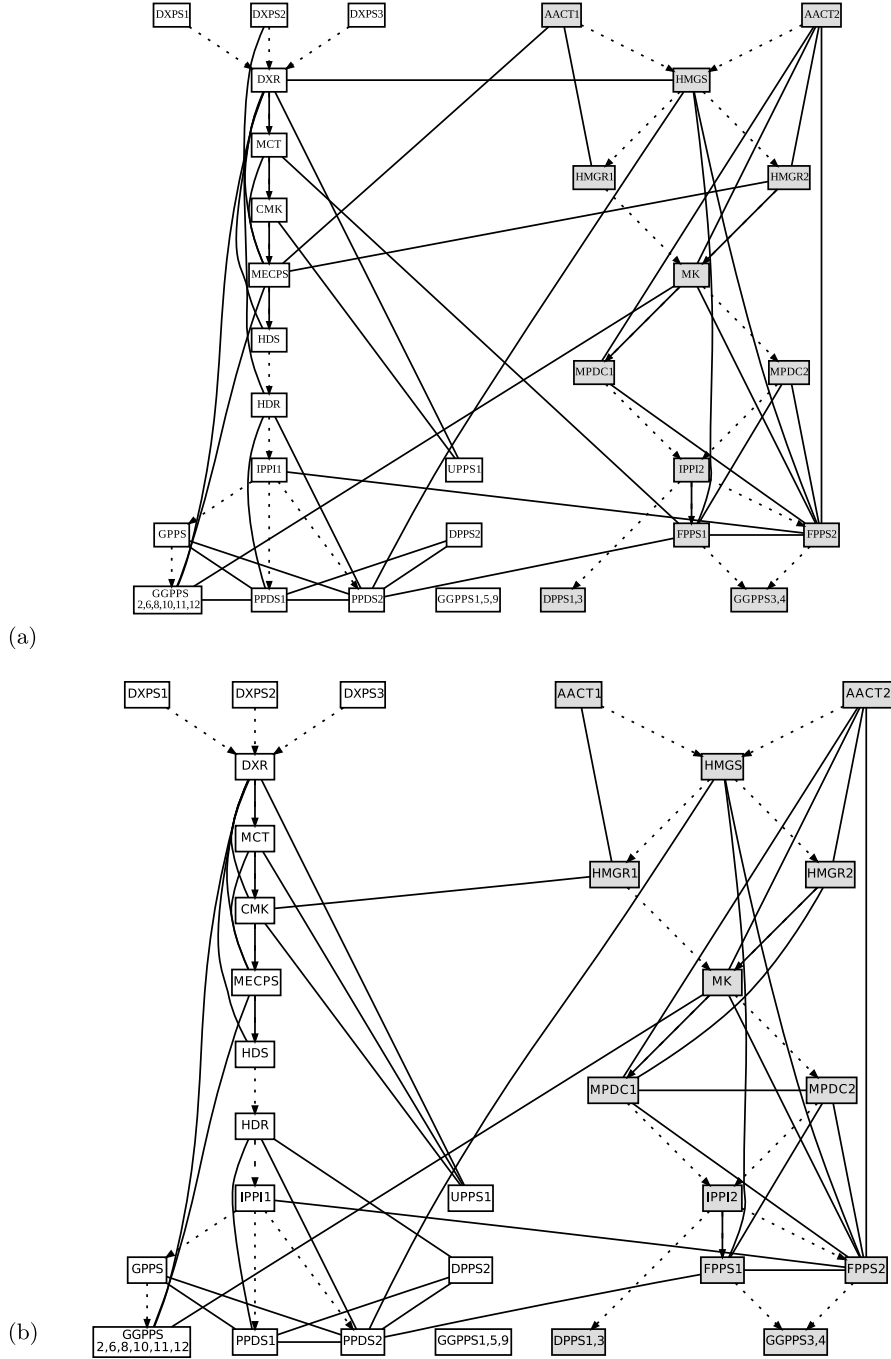 DXPS1 DXPS2 DXPS3 AACT1 AACT2
DXR HMGS
MCT
HMGR1 HMGR2
CMK
MECPS MK
HDS
MPDC1 MPDC2
HDR
IPPI1 UPPS1 IPPI2
GPPS DPPS2 FPPS1 FPPS2
GGPPS
2,6,8,10,11,12 PPDS1 PPDS2 GGPPS1,5,9 DPPS1,3 GGPPS3,4
(a)
DXPS1 DXPS2 DXPS3 AACT1 AACT2
DXR HMGS
MCT
HMGR1 HMGR2
CMK
MECPS MK
HDS
MPDC1 MPDC2
HDR
IPPI1 UPPS1 IPPI2
GPPS DPPS2 FPPS1 FPPS2
(b)
GGPPS
2,6,8,10,11,12 PPDS1 PPDS2 GGPPS1,5,9 DPPS1,3 GGPPS3,4